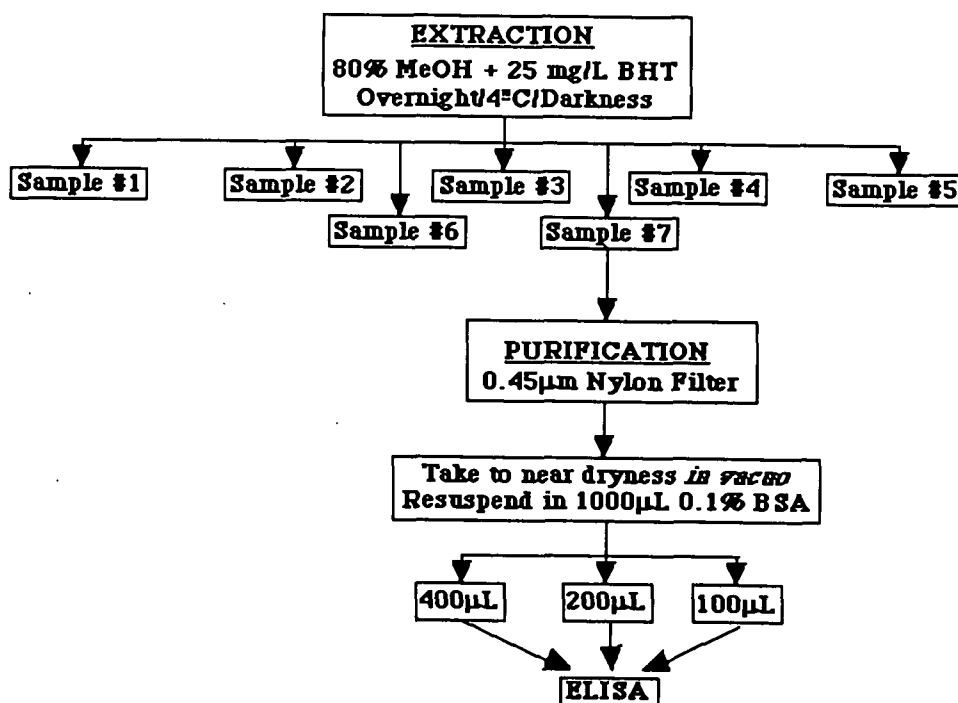 EXTRACTION
80% MeOH + 25 mg/L BHT
Overnight/4ºC/Darkness
Sample #1
Sample #2
Sample #3
Sample #4
Sample #5
Sample #6
Sample #7
PURIFICATION
0.45µm Nylon Filter
Take to near dryness in vacuo
Resuspend in 1000µL 0.1% BSA
400µL
200µL
100µL
ELISA